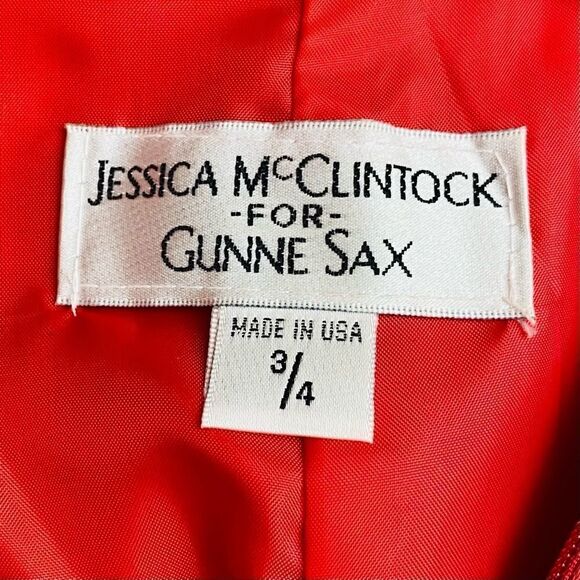 JESSICA McCLINTOCK
-FOR-
GUNNE SAX
MADE IN USA
3/4